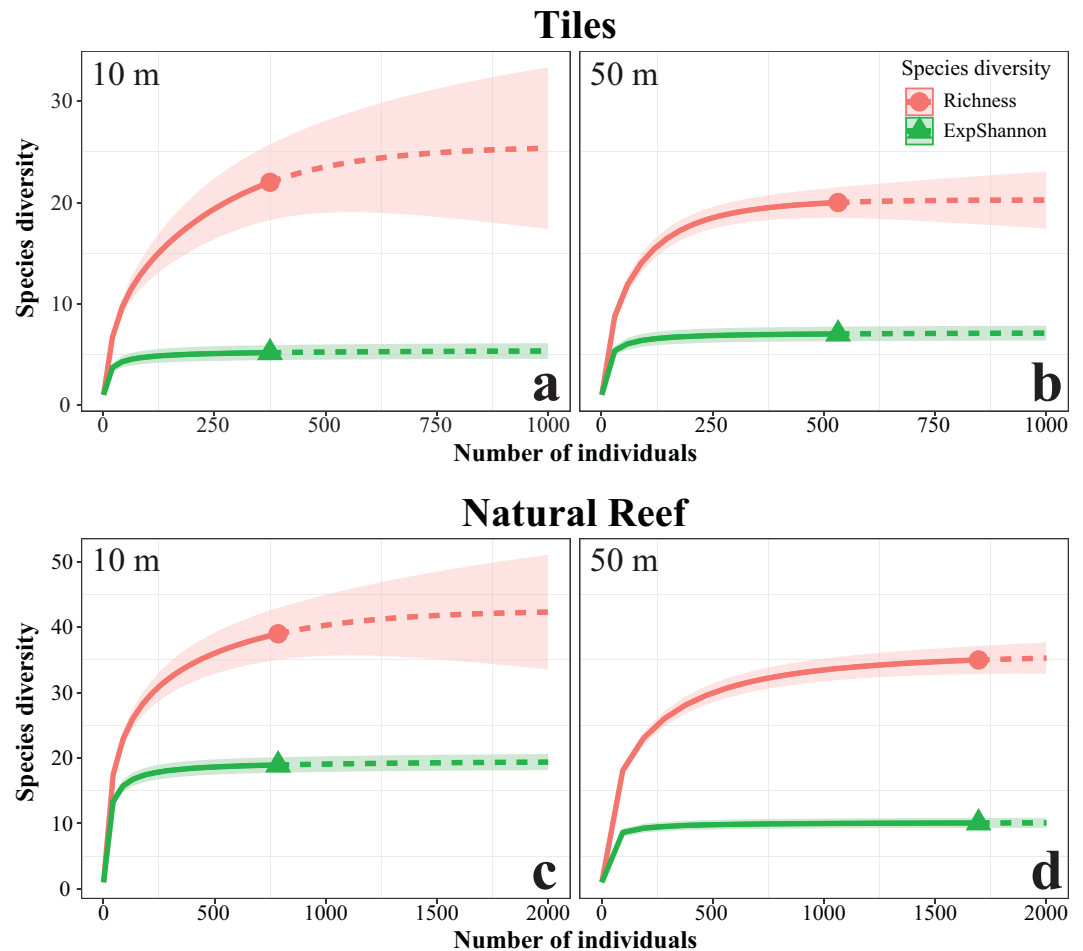 Tiles
10 m
50 m
Species diversity
Richness
ExpShannon
Species diversity
30
20
10
0
a
b
0 250 500 750 1000
0 250 500 750 1000
Number of individuals
Natural Reef
10 m
50 m
Species diversity
50
40
30
20
10
0
c
d
0 500 1000 1500 2000
0 500 1000 1500 2000
Number of individuals